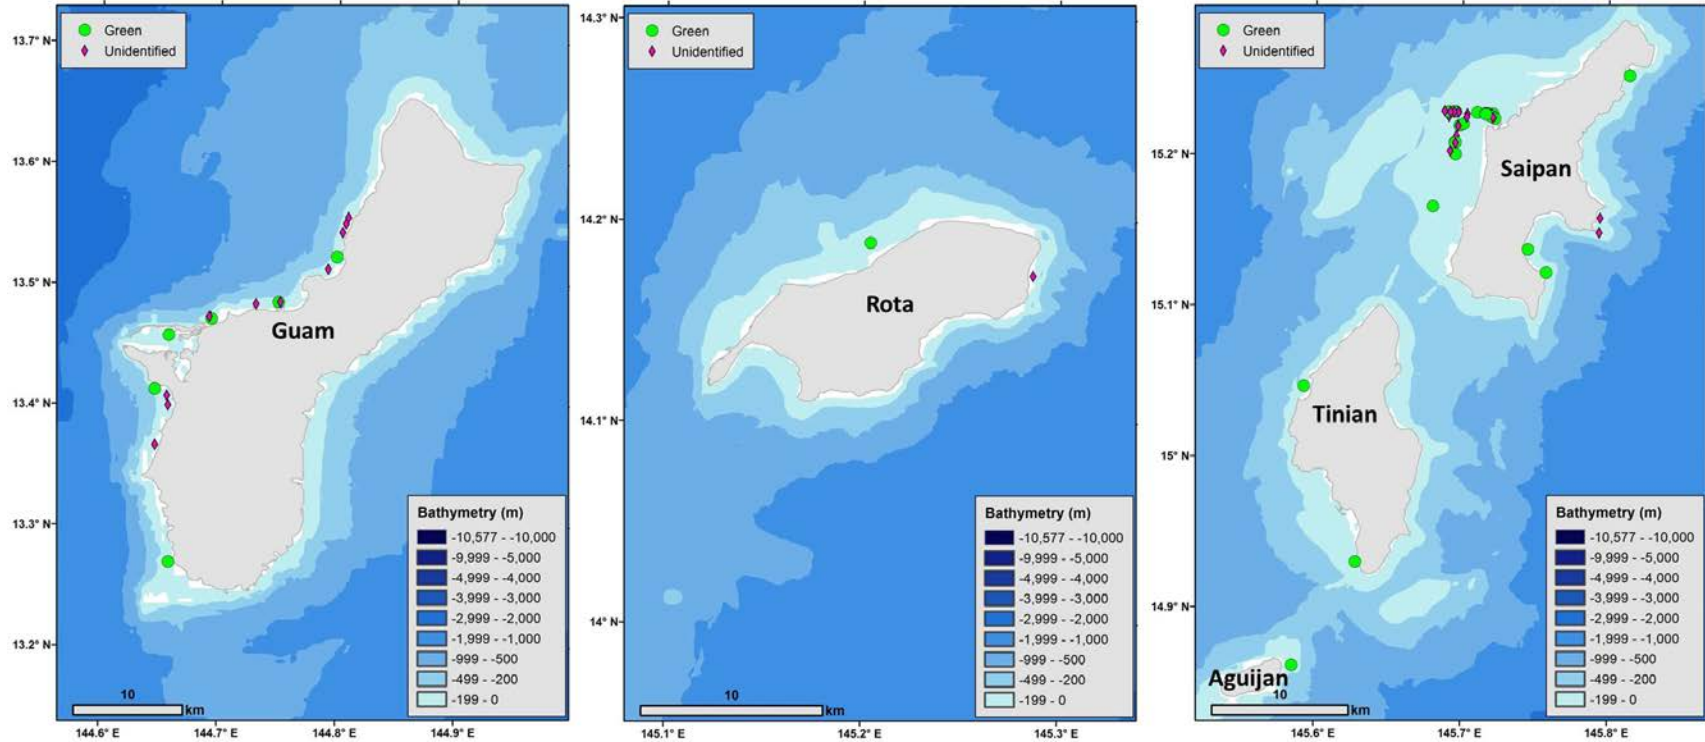 Green
Unidentified
13.7° N
13.6° N
13.5° N
13.4° N
13.3° N
13.2° N
Guam
Bathymetry (m)
-10,577 - -10,000
-9,999 - -5,000
-4,999 - -4,000
-3,999 - -3,000
-2,999 - -2,000
-1,999 - -1,000
-999 - -500
-499 - -200
-199 - 0
10
km
144.6° E
144.7° E
144.8° E
144.9° E
Green
Unidentified
14.3° N
14.2° N
14.1° N
14° N
Rota
Bathymetry (m)
-10,577 - -10,000
-9,999 - -5,000
-4,999 - -4,000
-3,999 - -3,000
-2,999 - -2,000
-1,999 - -1,000
-999 - -500
-499 - -200
-199 - 0
10
km
145.1° E
145.2° E
145.3° E
Green
Unidentified
15.2° N
15.1° N
15° N
14.9° N
Saipan
Tinian
Aguijan
Bathymetry (m)
-10,577 - -10,000
-9,999 - -5,000
-4,999 - -4,000
-3,999 - -3,000
-2,999 - -2,000
-1,999 - -1,000
-999 - -500
-499 - -200
-199 - 0
10
km
145.6° E
145.7° E
145.8° E